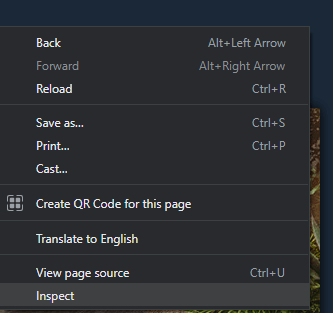 Back Alt+Left Arrow
Forward Alt+Right Arrow
Reload Ctrl+R
Save as... Ctrl+S
Print... Ctrl+P
Cast...
Create QR Code for this page
Translate to English
View page source Ctrl+U
Inspect